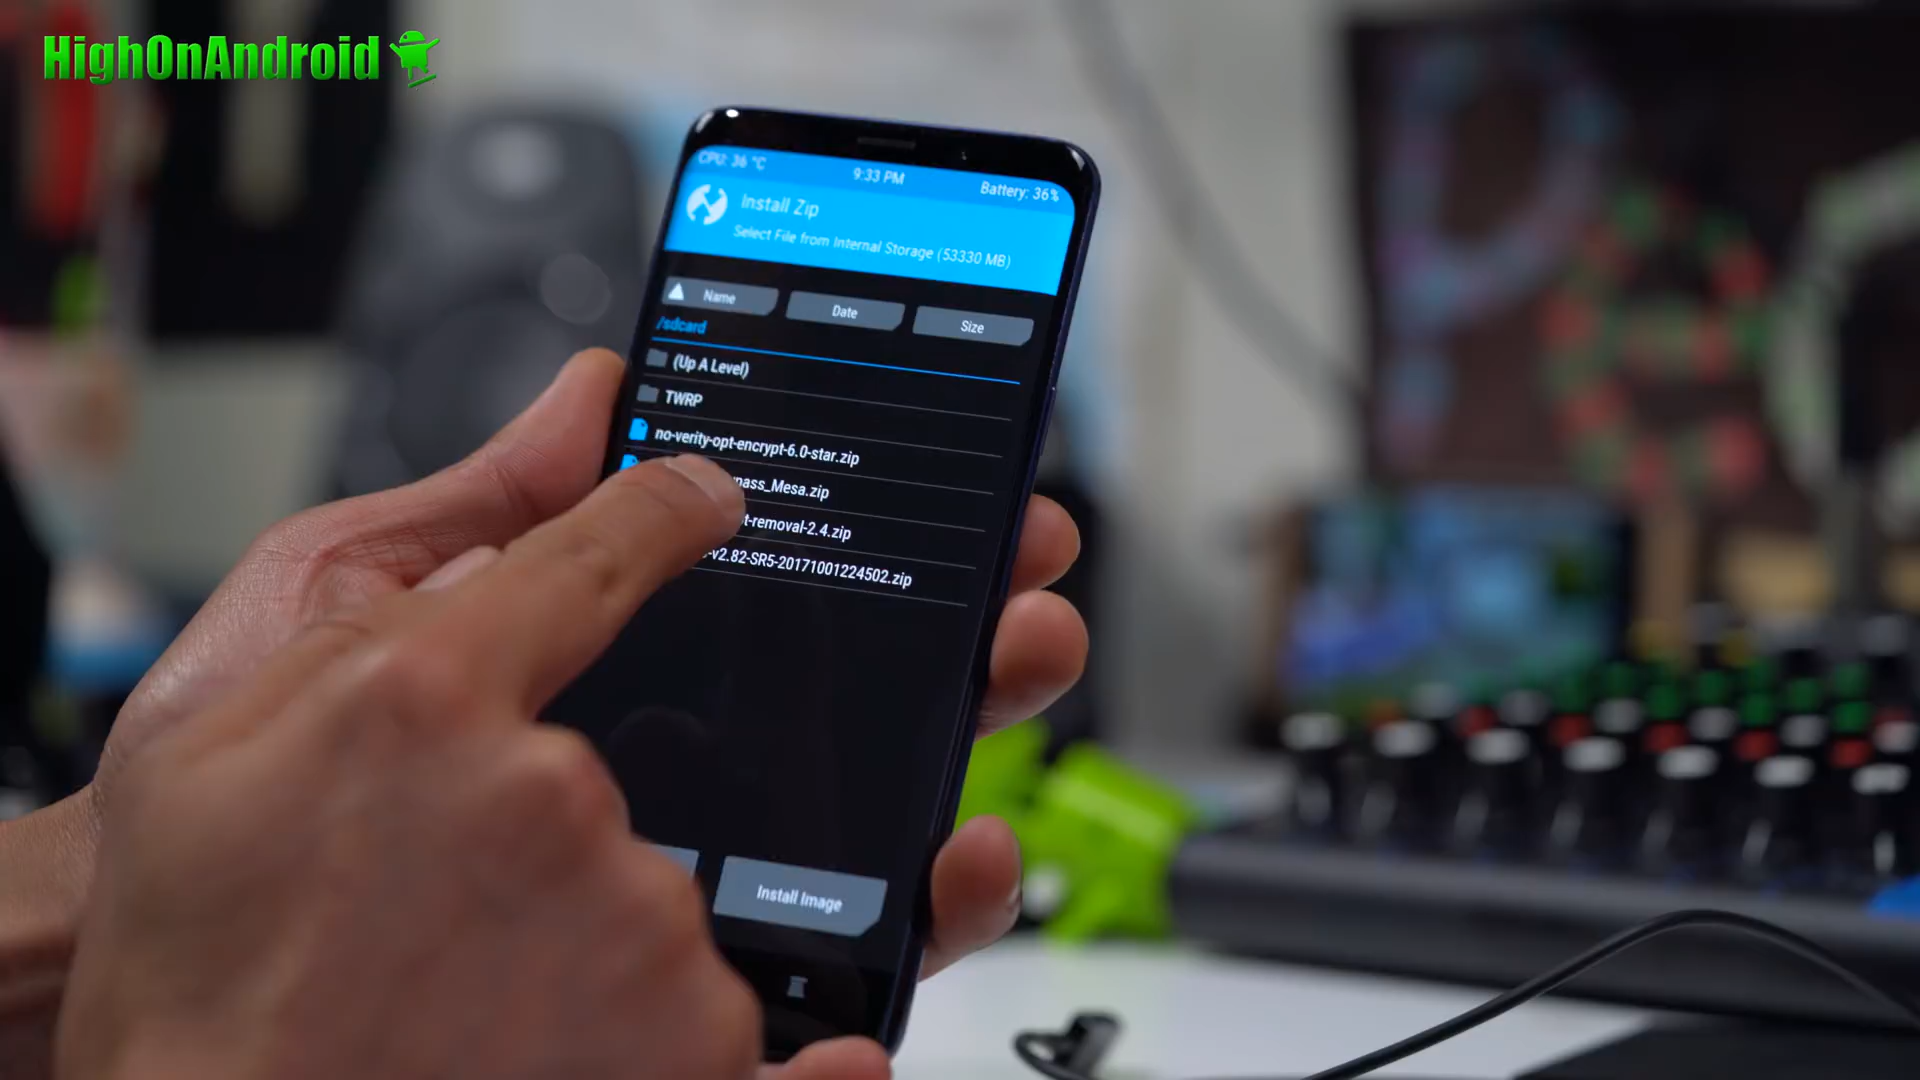 HighOnAndroid
CPU: 36 °C
9:33 PM
Battery: 36%
Install Zip
Select File from Internal Storage (53330 MB)
Name
Date
Size
/sdcard
(Up A Level)
TWRP
no-verity-opt-encrypt-6.0-star.zip
pass_Mesa.zip
t-removal-2.4.zip
-v2.82-SR5-20171001224502.zip
Install Image